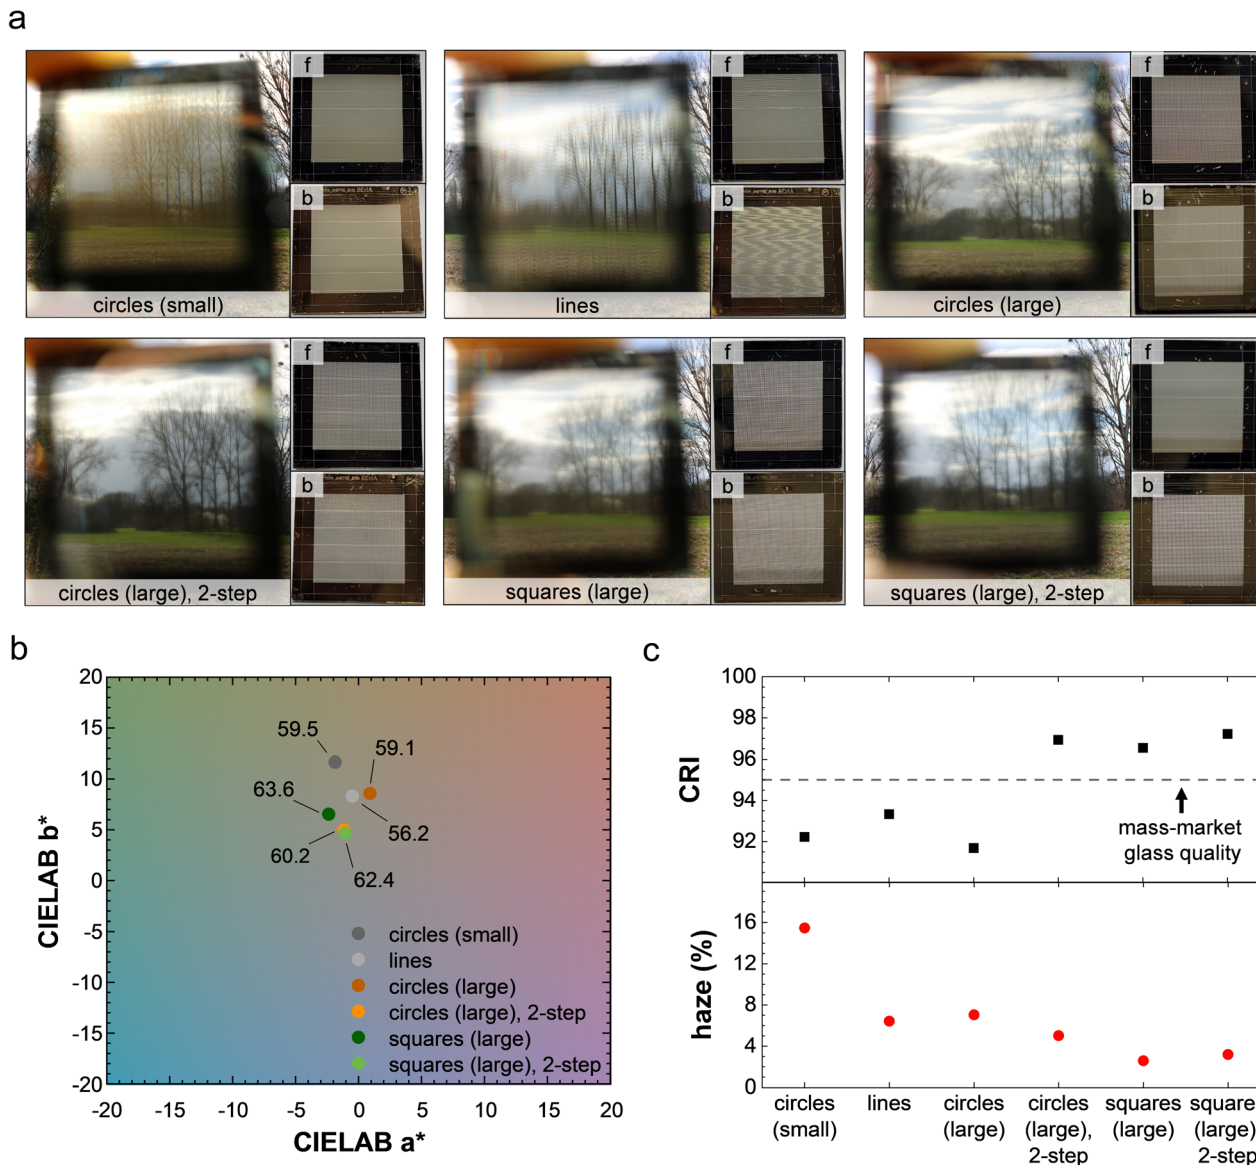 a
f
b
circles (small)
f
b
lines
f
b
circles (large)
f
b
circles (large), 2-step
f
b
squares (large)
f
b
squares (large), 2-step
b
CIELAB b*
20
15
10
5
0
-5
-10
-15
-20
59.5
59.1
63.6
56.2
60.2
62.4
circles (small)
lines
circles (large)
circles (large), 2-step
squares (large)
squares (large), 2-step
-20 -15 -10 -5 0 5 10 15 20
CIELAB a*
c
CRI
100
98
96
94
92
mass-market
glass quality
haze (%)
16
12
8
4
0
circles
(small)
lines
circles
(large)
circles
(large),
2-step
squares
(large)
square
(large)
2-step